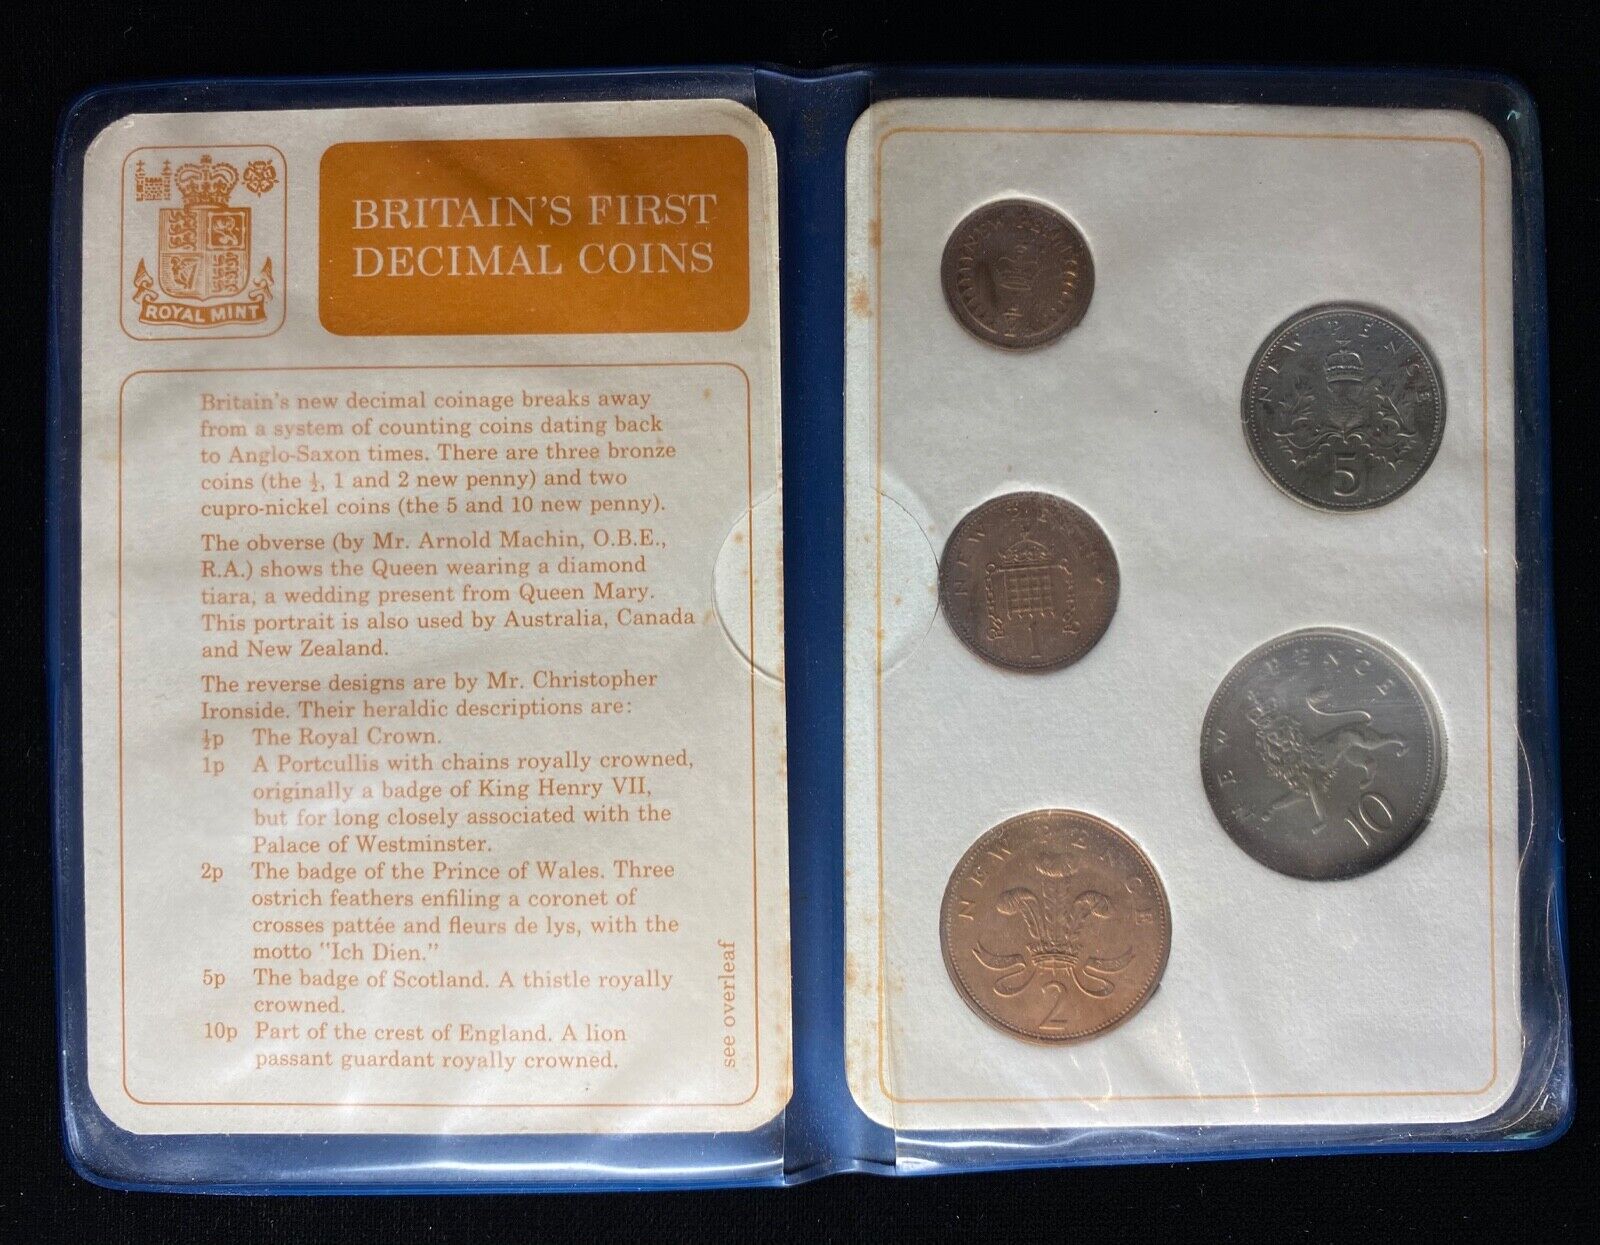 ROYAL MINT
BRITAIN'S FIRST
DECIMAL COINS
Britain's new decimal coinage breaks away
from a system of counting coins dating back
to Anglo-Saxon times. There are three bronze
coins (the ½, 1 and 2 new penny) and two
cupro-nickel coins (the 5 and 10 new penny).
The obverse (by Mr. Arnold Machin, O.B.E.,
R.A.) shows the Queen wearing a diamond
tiara, a wedding present from Queen Mary.
This portrait is also used by Australia, Canada
and New Zealand.
The reverse designs are by Mr. Christopher
Ironside. Their heraldic descriptions are:
½p The Royal Crown.
1p A Portcullis with chains royally crowned,
originally a badge of King Henry VII,
but for long closely associated with the
Palace of Westminster.
2p The badge of the Prince of Wales. Three
ostrich feathers enfiling a coronet of
crosses pattée and fleurs de lys, with the
motto "Ich Dien."
5p The badge of Scotland. A thistle royally
crowned.
10p Part of the crest of England. A lion
passant guardant royally crowned.
see overleaf
NEW PENNY
½
NEW PENSE
5
NEW PENNY
1
NEW PENCE
10
NEW PENCE
2